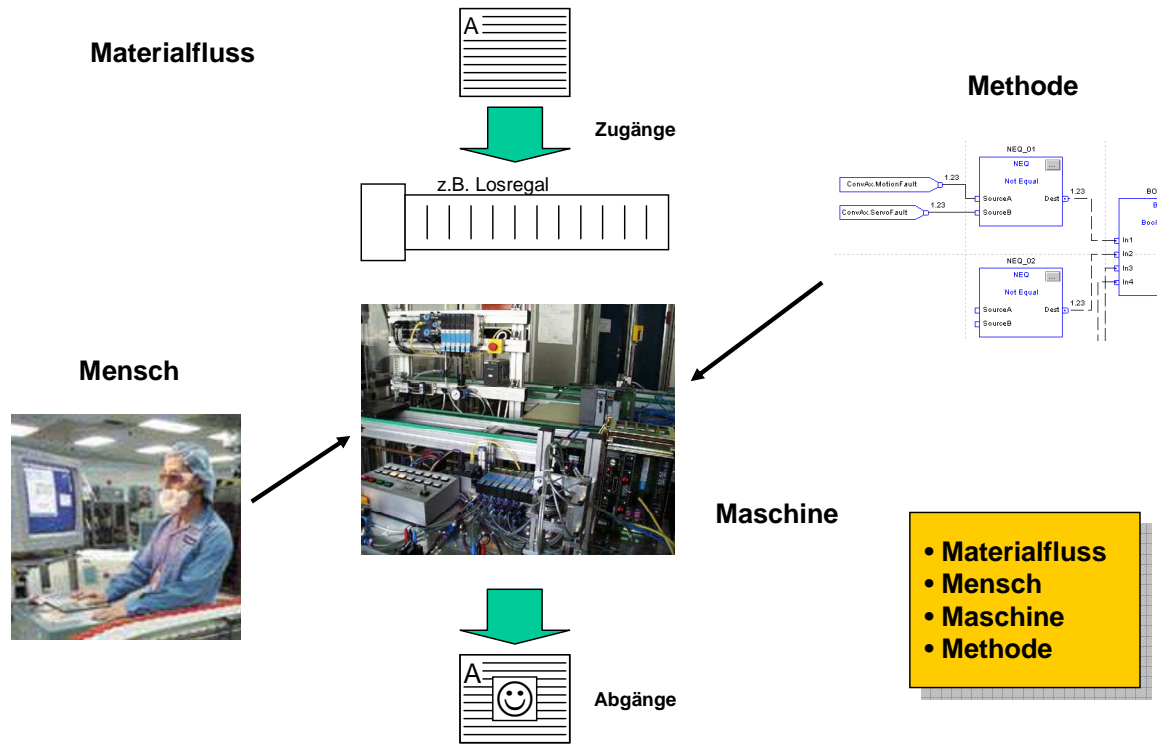 Materialfluss
A
Zugänge
z.B. Losregal
Methode
NEQ_01
NEQ
...
Not Equal
ConvAx.MotionFault
1.23
SourceA
Dest
1.23
ConvAx.ServoFault
1.23
SourceB
BO
B
Bool
In1
In2
In3
In4
NEQ_02
NEQ
...
Not Equal
SourceA
Dest
1.23
SourceB
Mensch
Maschine
• Materialfluss
• Mensch
• Maschine
• Methode
A
Abgänge